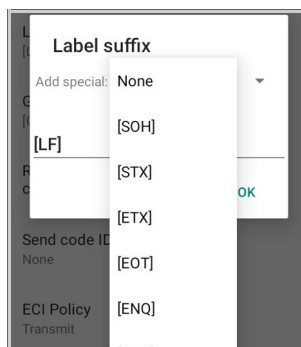 Label suffix
Add special: None
[SOH]
[LF]
[STX]
OK
[ETX]
Send code ID
None
[EOT]
ECI Policy
[ENQ]
Transmit